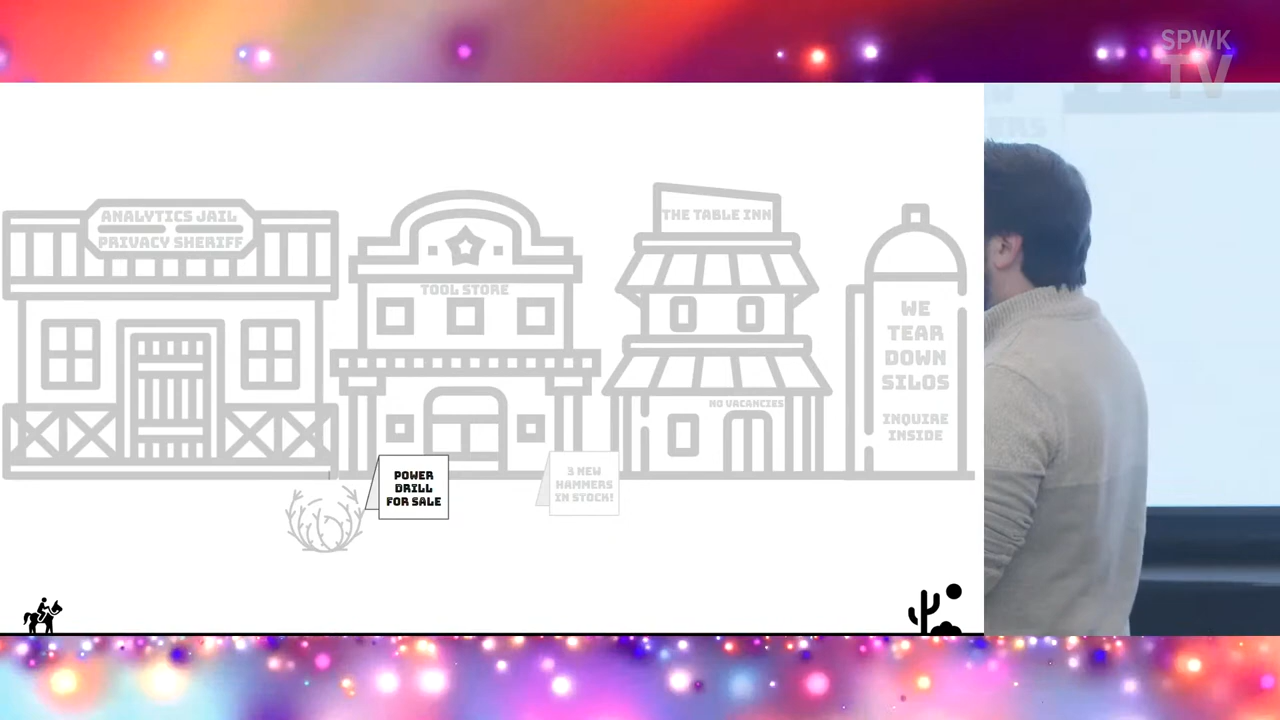 SPWK
TV
ANALYTICS JAIL
PRIVACY SHERIFF
TOOL STORE
THE TABLE INN
NO VACANCIES
WE
TEAR
DOWN
SILOS
INQUIRE
INSIDE
POWER
DRILL
FOR SALE
3 NEW
HAMMERS
IN STOCK!